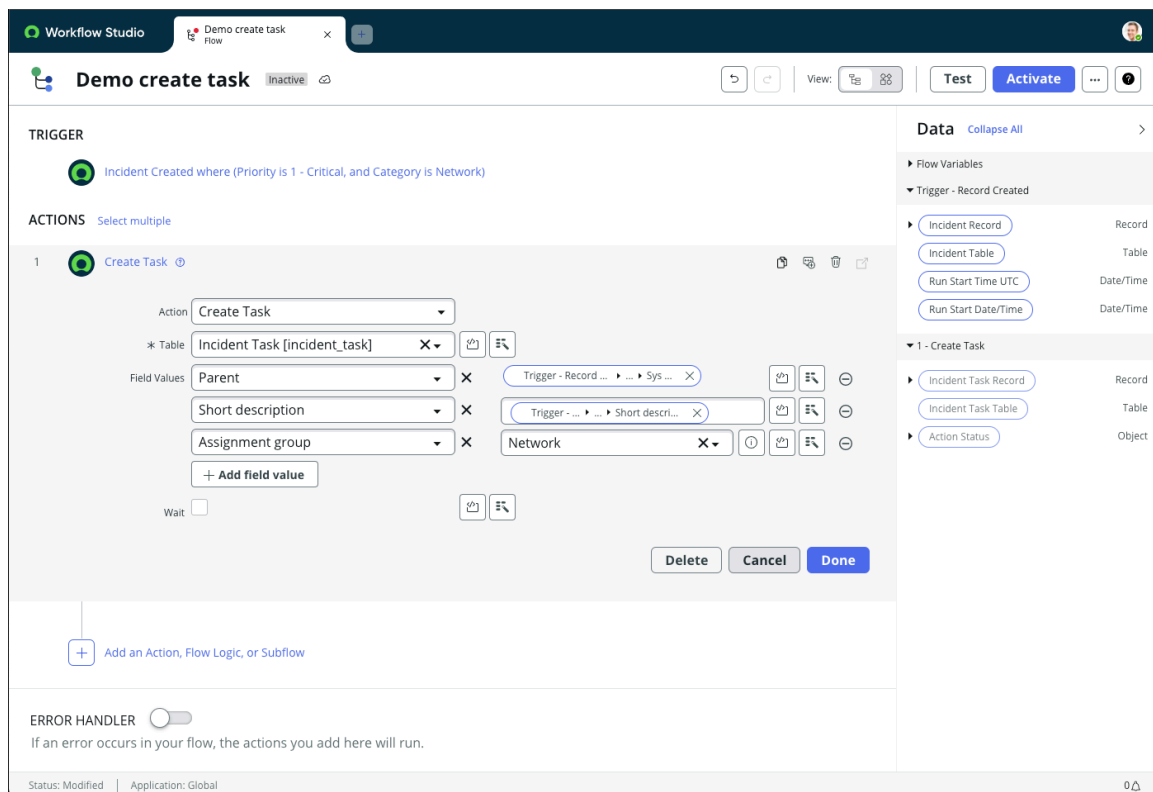 Workflow Studio
Demo create task
Flow
Demo create task Inactive
View:
Test
Activate
TRIGGER
Incident Created where (Priority is 1 - Critical, and Category is Network)
ACTIONS Select multiple
1 Create Task
Action Create Task
* Table Incident Task [incident_task]
Field Values Parent Trigger - Record ... ▸ ... ▸ Sys ...
Short description Trigger - ... ▸ ... ▸ Short descri...
Assignment group Network
+ Add field value
Wait
Delete Cancel Done
+ Add an Action, Flow Logic, or Subflow
ERROR HANDLER
If an error occurs in your flow, the actions you add here will run.
Data Collapse All
Flow Variables
Trigger - Record Created
Incident Record Record
Incident Table Table
Run Start Time UTC Date/Time
Run Start Date/Time Date/Time
1 - Create Task
Incident Task Record Record
Incident Task Table Table
Action Status Object
Status: Modified Application: Global
0